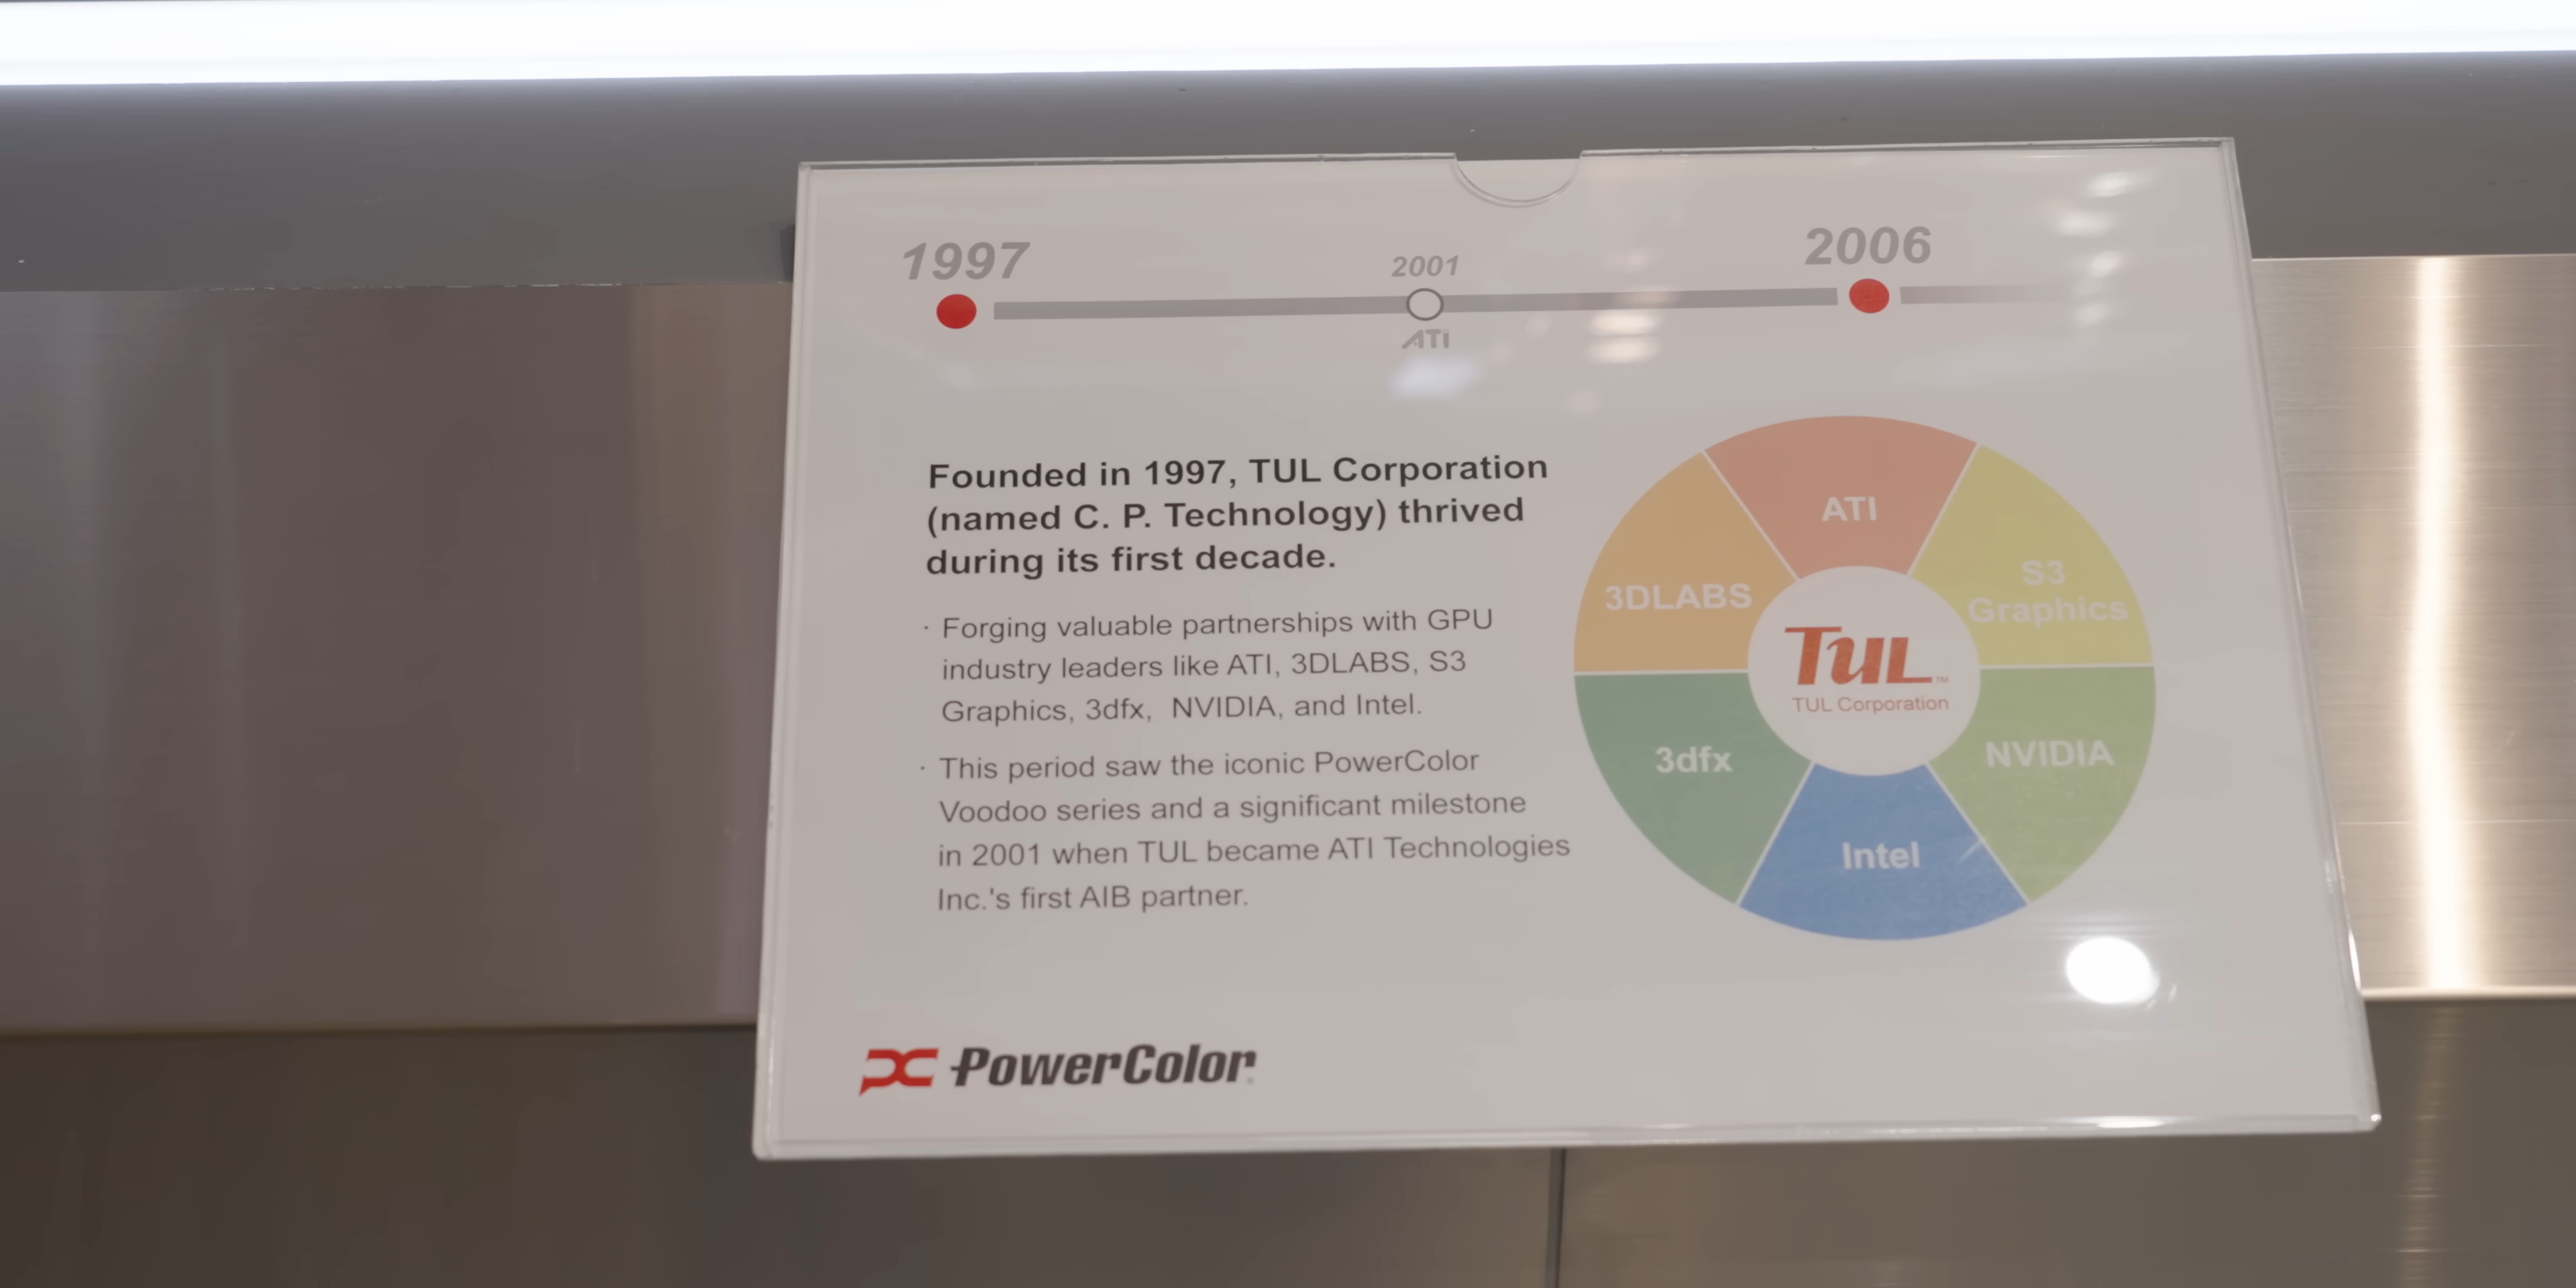 1997
2001
2006
ATi
Founded in 1997, TUL Corporation
(named C. P. Technology) thrived
during its first decade.
· Forging valuable partnerships with GPU
industry leaders like ATI, 3DLABS, S3
Graphics, 3dfx,  NVIDIA, and Intel.
· This period saw the iconic PowerColor
Voodoo series and a significant milestone
in 2001 when TUL became ATI Technologies
Inc.'s first AIB partner.
ATI
S3
Graphics
3DLABS
TUL™
TUL Corporation
3dfx
NVIDIA
Intel
PowerColor